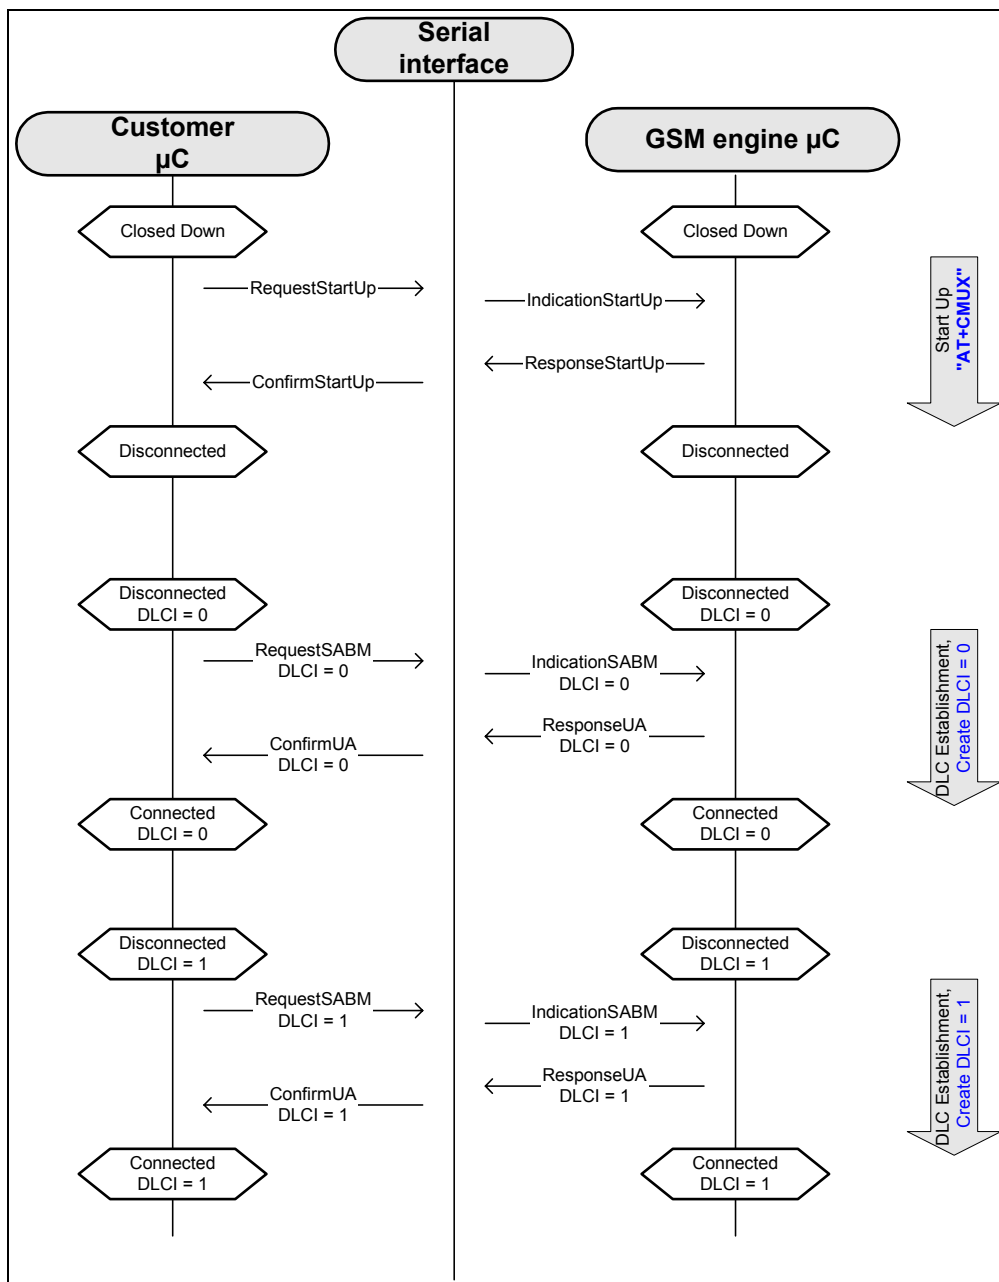 Serial
interface
Customer
µC
GSM engine µC
Closed Down
Closed Down
RequestStartUp
IndicationStartUp
ResponseStartUp
ConfirmStartUp
Start Up
"AT+CMUX"
Disconnected
Disconnected
Disconnected
DLCI = 0
Disconnected
DLCI = 0
RequestSABM
DLCI = 0
IndicationSABM
DLCI = 0
ResponseUA
DLCI = 0
ConfirmUA
DLCI = 0
DLC Establishment,
Create DLCI = 0
Connected
DLCI = 0
Connected
DLCI = 0
Disconnected
DLCI = 1
Disconnected
DLCI = 1
RequestSABM
DLCI = 1
IndicationSABM
DLCI = 1
ResponseUA
DLCI = 1
ConfirmUA
DLCI = 1
DLC Establishment,
Create DLCI = 1
Connected
DLCI = 1
Connected
DLCI = 1